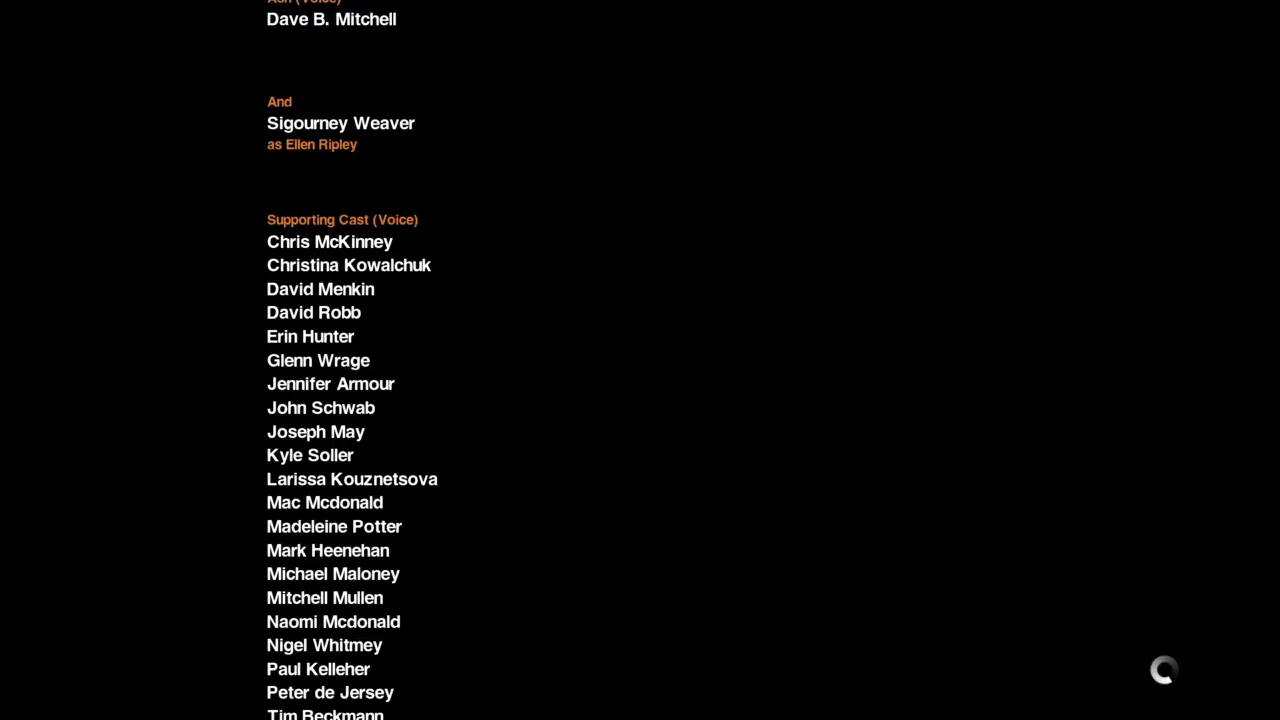 Ash (Voice)
Dave B. Mitchell
And
Sigourney Weaver
as Ellen Ripley
Supporting Cast (Voice)
Chris McKinney
Christina Kowalchuk
David Menkin
David Robb
Erin Hunter
Glenn Wrage
Jennifer Armour
John Schwab
Joseph May
Kyle Soller
Larissa Kouznetsova
Mac Mcdonald
Madeleine Potter
Mark Heenehan
Michael Maloney
Mitchell Mullen
Naomi Mcdonald
Nigel Whitmey
Paul Kelleher
Peter de Jersey
Tim Beckmann